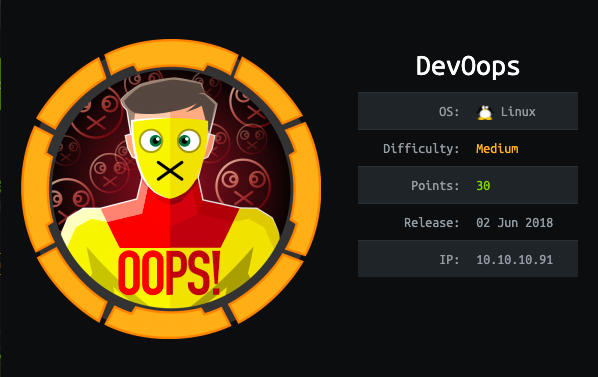 DevOops
OS: Linux
Difficulty: Medium
Points: 30
Release: 02 Jun 2018
IP: 10.10.10.91
OOPS!